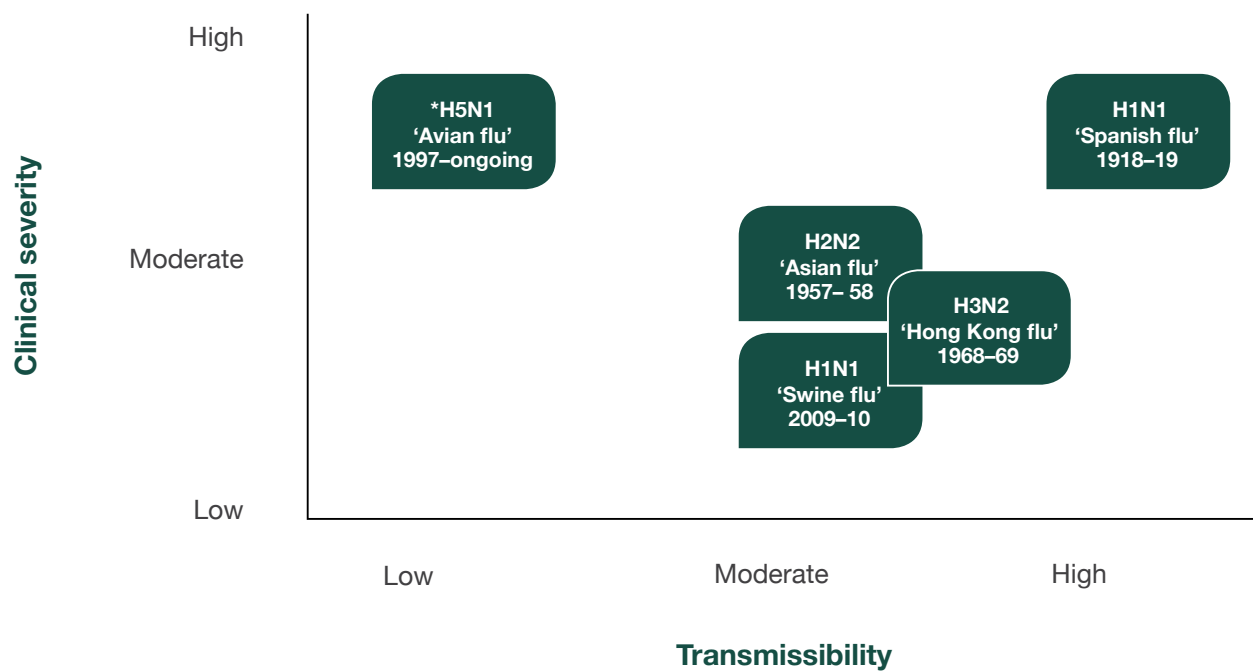 High
*H5N1
‘Avian flu’
1997–ongoing
H1N1
‘Spanish flu’
1918–19
Clinical severity
Moderate
H2N2
‘Asian flu’
1957– 58
H3N2
‘Hong Kong flu’
1968–69
H1N1
‘Swine flu’
2009–10
Low
Low
Moderate
High
Transmissibility